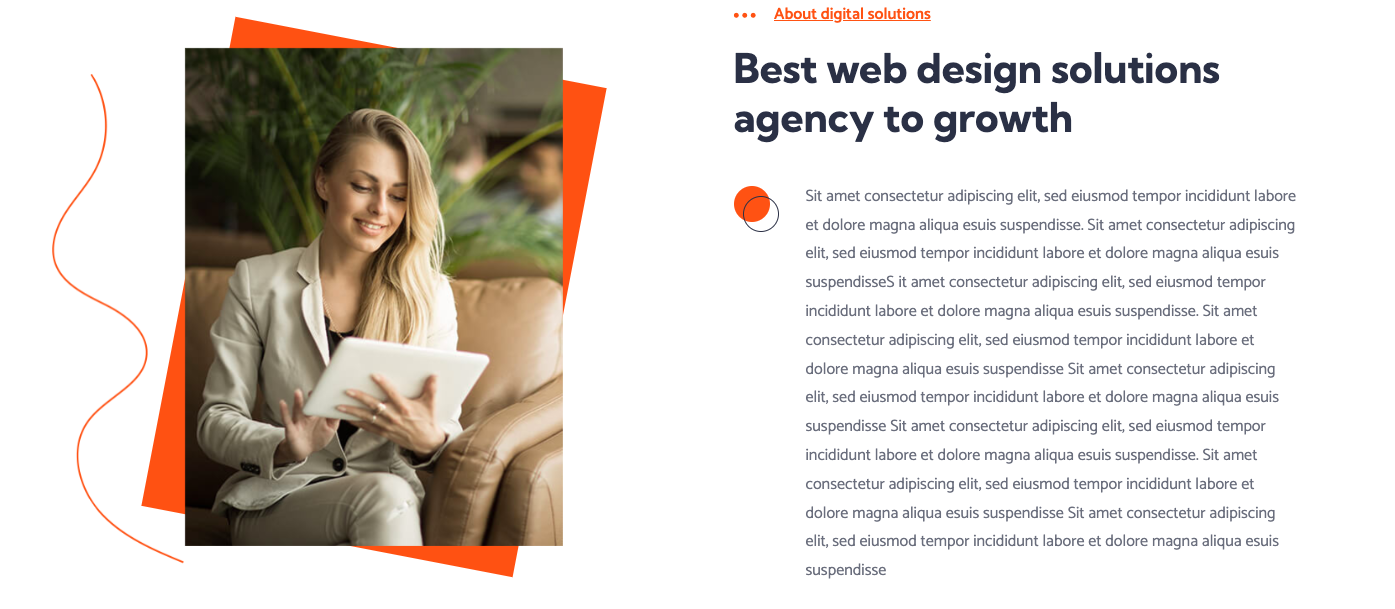 About digital solutions
Best web design solutions
agency to growth
Sit amet consectetur adipiscing elit, sed eiusmod tempor incididunt labore
et dolore magna aliqua esuis suspendisse. Sit amet consectetur adipiscing
elit, sed eiusmod tempor incididunt labore et dolore magna aliqua esuis
suspendisseS it amet consectetur adipiscing elit, sed eiusmod tempor
incididunt labore et dolore magna aliqua esuis suspendisse. Sit amet
consectetur adipiscing elit, sed eiusmod tempor incididunt labore et
dolore magna aliqua esuis suspendisse Sit amet consectetur adipiscing
elit, sed eiusmod tempor incididunt labore et dolore magna aliqua esuis
suspendisse Sit amet consectetur adipiscing elit, sed eiusmod tempor
incididunt labore et dolore magna aliqua esuis suspendisse. Sit amet
consectetur adipiscing elit, sed eiusmod tempor incididunt labore et
dolore magna aliqua esuis suspendisse Sit amet consectetur adipiscing
elit, sed eiusmod tempor incididunt labore et dolore magna aliqua esuis
suspendisse